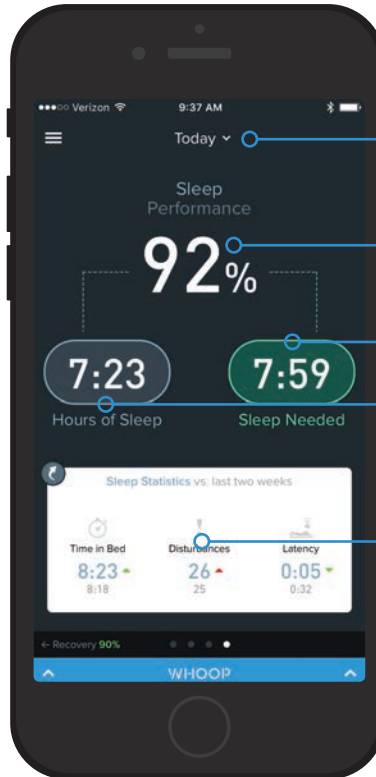 Verizon 9:37 AM
Today
Sleep
Performance
92%
7:23 7:59
Hours of Sleep Sleep Needed
Sleep Statistics vs. last two weeks
Time in Bed Disturbances Latency
8:23 26 0:05
8:18 25 0:32
← Recovery 90%
WHOOP